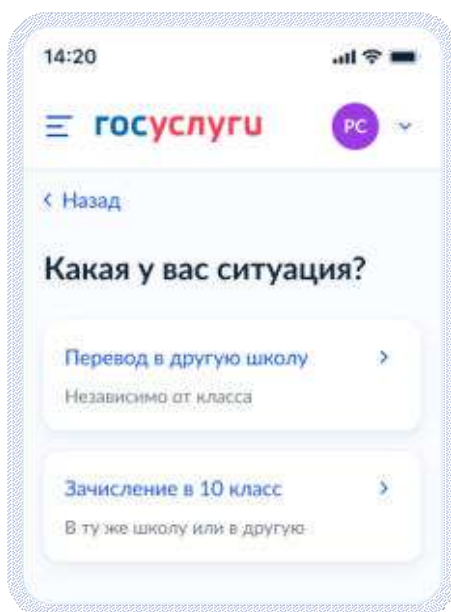 14:20
госуслуги
РС
Назад
Какая у вас ситуация?
Перевод в другую школу
Независимо от класса
Зачисление в 10 класс
В ту же школу или в другую